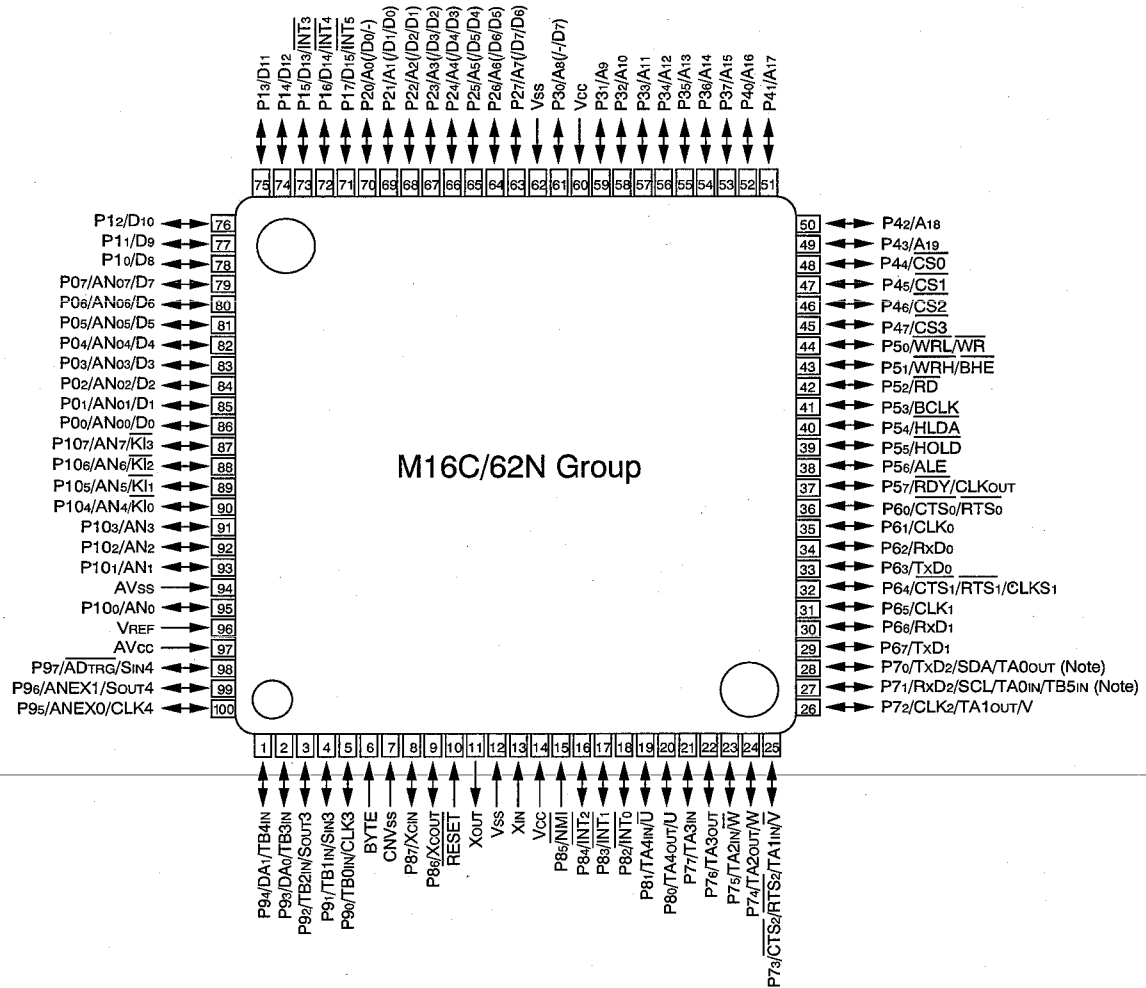 P13/D11
P14/D12
P15/D13/INT3
P16/D14/INT4
P17/D15/INT5
P20/A0(/D0/-)
P21/A1(/D1/D0)
P22/A2(/D2/D1)
P23/A3(/D3/D2)
P24/A4(/D4/D3)
P25/A5(/D5/D4)
P26/A6(/D6/D5)
P27/A7(/D7/D6)
Vss
P30/A8(/-/D7)
Vcc
P31/A9
P32/A10
P33/A11
P34/A12
P35/A13
P36/A14
P37/A15
P40/A16
P41/A17
75 74 73 72 71 70 69 68 67 66 65 64 63 62 61 60 59 58 57 56 55 54 53 52 51
P12/D10 76
P11/D9 77
P10/D8 78
P07/AN07/D7 79
P06/AN06/D6 80
P05/AN05/D5 81
P04/AN04/D4 82
P03/AN03/D3 83
P02/AN02/D2 84
P01/AN01/D1 85
P00/AN00/D0 86
P107/AN7/KI3 87
P106/AN6/KI2 88
P105/AN5/KI1 89
P104/AN4/KI0 90
P103/AN3 91
P102/AN2 92
P101/AN1 93
AVss 94
P100/AN0 95
VREF 96
AVcc 97
P97/ADTRG/SIN4 98
P96/ANEX1/SOUT4 99
P95/ANEX0/CLK4 100
M16C/62N Group
50 P42/A18
49 P43/A19
48 P44/CS0
47 P45/CS1
46 P46/CS2
45 P47/CS3
44 P50/WRL/WR
43 P51/WRH/BHE
42 P52/RD
41 P53/BCLK
40 P54/HLDA
39 P55/HOLD
38 P56/ALE
37 P57/RDY/CLKOUT
36 P60/CTS0/RTS0
35 P61/CLK0
34 P62/RxD0
33 P63/TxD0
32 P64/CTS1/RTS1/CLKS1
31 P65/CLK1
30 P66/RxD1
29 P67/TxD1
28 P70/TxD2/SDA/TA0OUT (Note)
27 P71/RxD2/SCL/TA0IN/TB5IN (Note)
26 P72/CLK2/TA1OUT/V
1 2 3 4 5 6 7 8 9 10 11 12 13 14 15 16 17 18 19 20 21 22 23 24 25
P94/DA1/TB4IN
P93/DA0/TB3IN
P92/TB2IN/SOUT3
P91/TB1IN/SIN3
P90/TB0IN/CLK3
BYTE
CNVss
P87/XCIN
P86/XCOUT
RESET
XOUT
Vss
XIN
Vcc
P85/NMI
P84/INT2
P83/INT1
P82/INT0
P81/TA4IN/U
P80/TA4OUT/U
P77/TA3IN
P76/TA3OUT
P75/TA2IN/W
P74/TA2OUT/W
P73/CTS2/RTS2/TA1IN/V